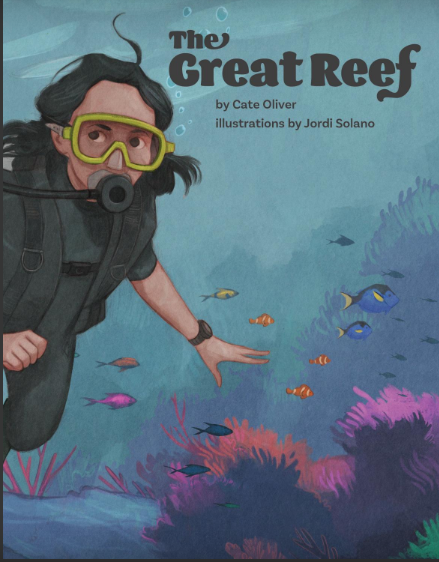 The
Great Reef
by Cate Oliver
illustrations by Jordi Solano